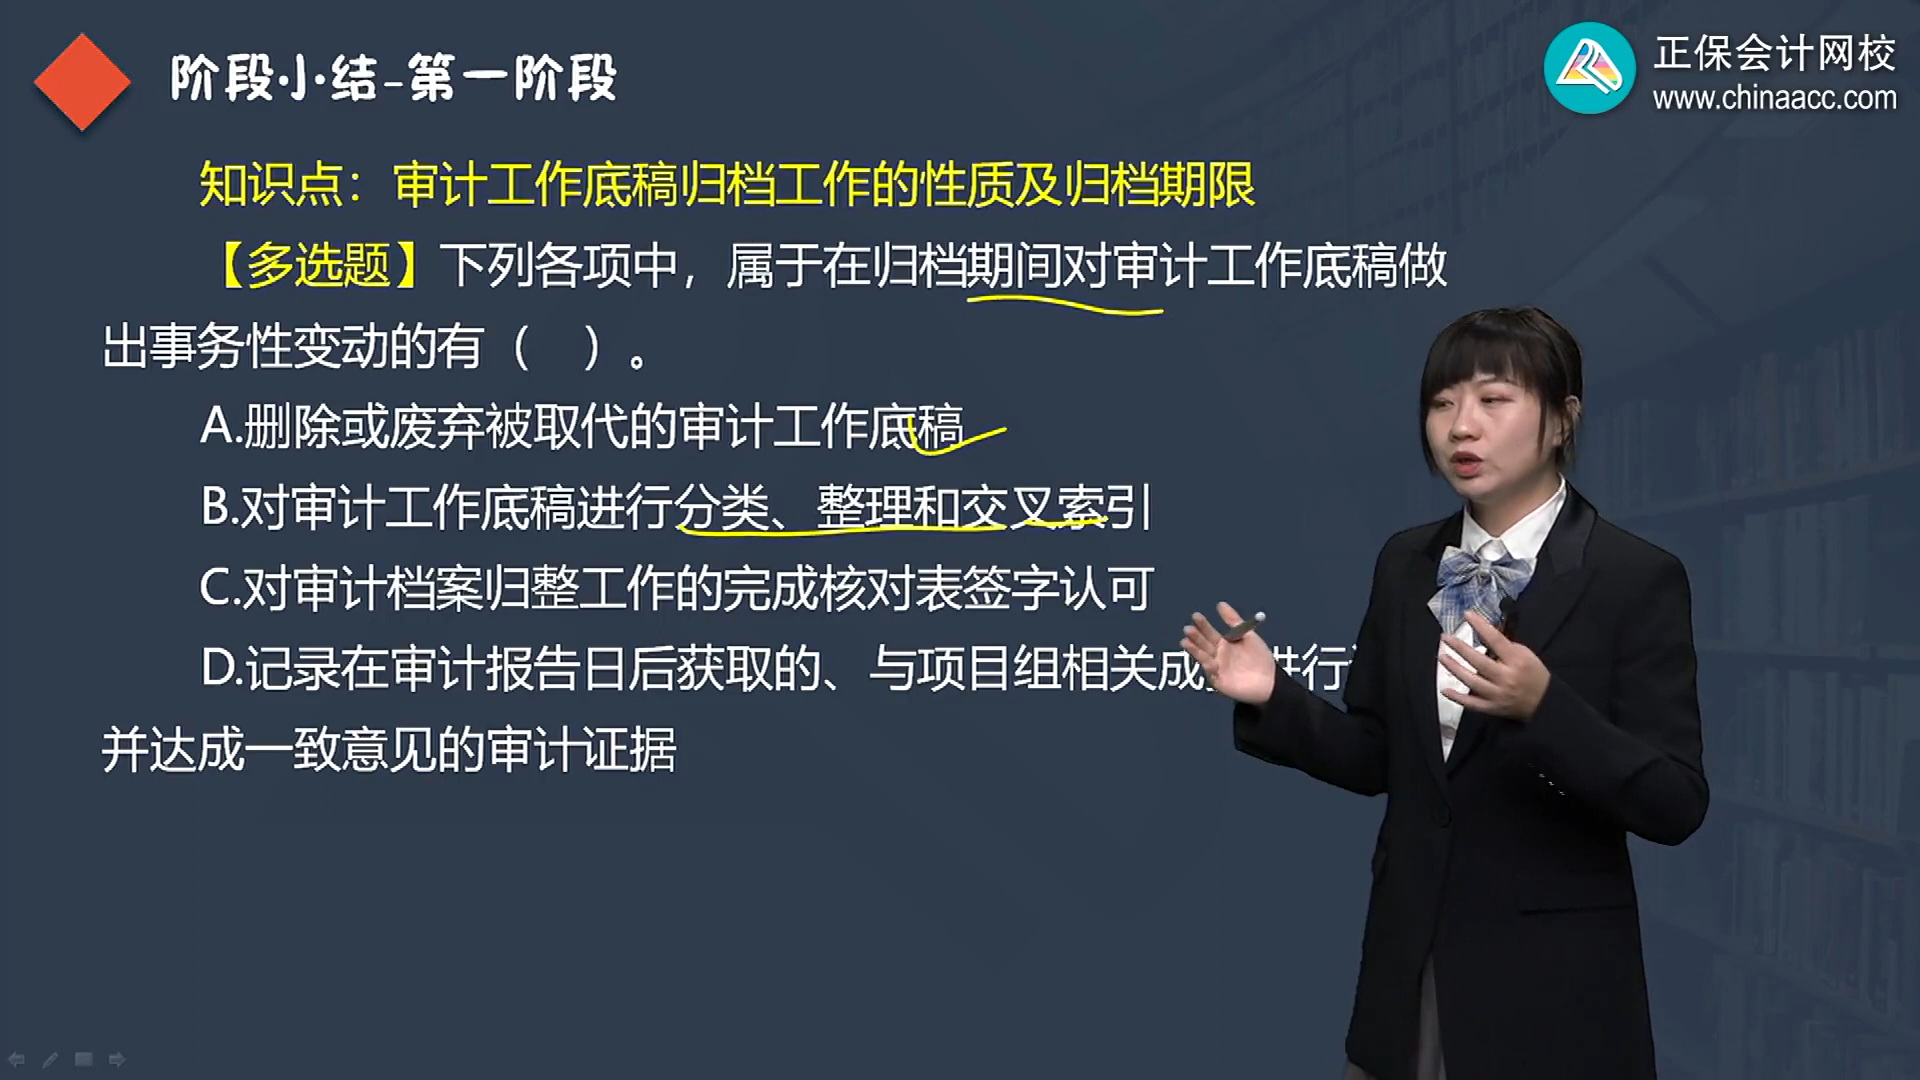 阶段小结-第一阶段
正保会计网校
www.chinaacc.com
知识点：审计工作底稿归档工作的性质及归档期限
【多选题】下列各项中，属于在归档期间对审计工作底稿做
出事务性变动的有（ ）。
A.删除或废弃被取代的审计工作底稿
B.对审计工作底稿进行分类、整理和交叉索引
C.对审计档案归整工作的完成核对表签字认可
D.记录在审计报告日后获取的、与项目组相关成 进行
并达成一致意见的审计证据